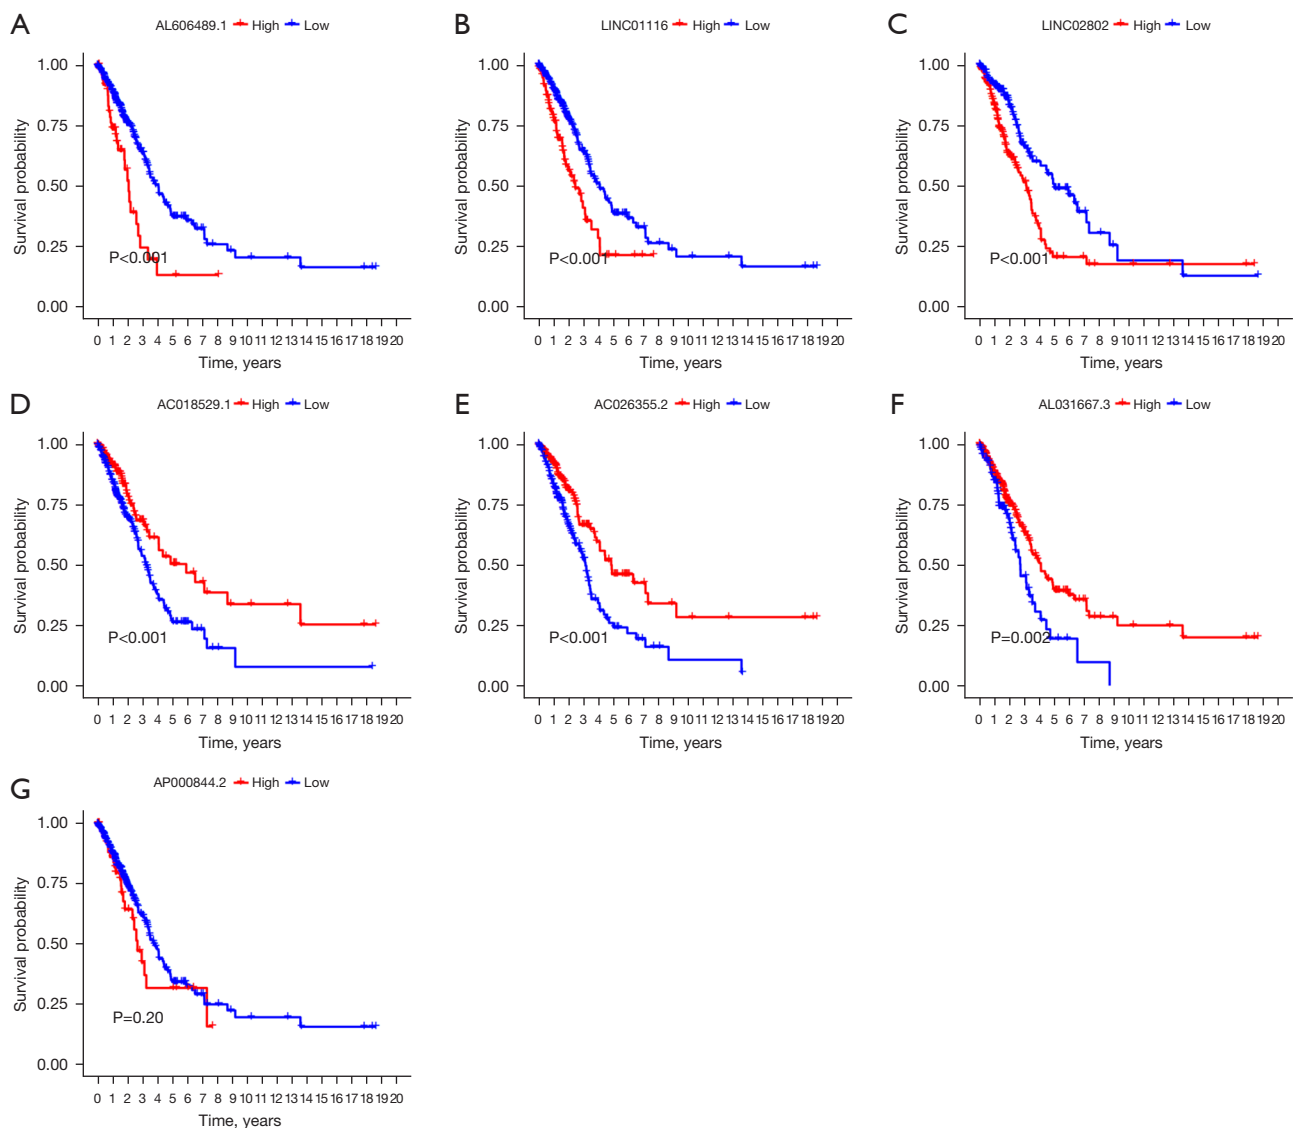 A
AL606489.1 High Low
Survival probability
1.00
0.75
0.50
0.25
0.00
P<0.001
0 1 2 3 4 5 6 7 8 9 10 11 12 13 14 15 16 17 18 19 20
Time, years
B
LINC01116 High Low
Survival probability
1.00
0.75
0.50
0.25
0.00
P<0.001
0 1 2 3 4 5 6 7 8 9 10 11 12 13 14 15 16 17 18 19 20
Time, years
C
LINC02802 High Low
Survival probability
1.00
0.75
0.50
0.25
0.00
P<0.001
0 1 2 3 4 5 6 7 8 9 10 11 12 13 14 15 16 17 18 19 20
Time, years
D
AC018529.1 High Low
Survival probability
1.00
0.75
0.50
0.25
0.00
P<0.001
0 1 2 3 4 5 6 7 8 9 10 11 12 13 14 15 16 17 18 19 20
Time, years
E
AC026355.2 High Low
Survival probability
1.00
0.75
0.50
0.25
0.00
P<0.001
0 1 2 3 4 5 6 7 8 9 10 11 12 13 14 15 16 17 18 19 20
Time, years
F
AL031667.3 High Low
Survival probability
1.00
0.75
0.50
0.25
0.00
P=0.002
0 1 2 3 4 5 6 7 8 9 10 11 12 13 14 15 16 17 18 19 20
Time, years
G
AP000844.2 High Low
Survival probability
1.00
0.75
0.50
0.25
0.00
P=0.20
0 1 2 3 4 5 6 7 8 9 10 11 12 13 14 15 16 17 18 19 20
Time, years